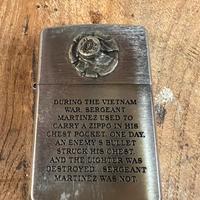 DURING THE VIETNAM
WAR, SERGEANT
MARTINEZ USED TO
CARRY A ZIPPO IN HIS
CHEST POCKET. ONE DAY,
AN ENEMY'S BULLET
STRUCK HIS CHEST,
AND THE LIGHTER WAS
DESTROYED... SERGEANT
MARTINEZ WAS NOT.